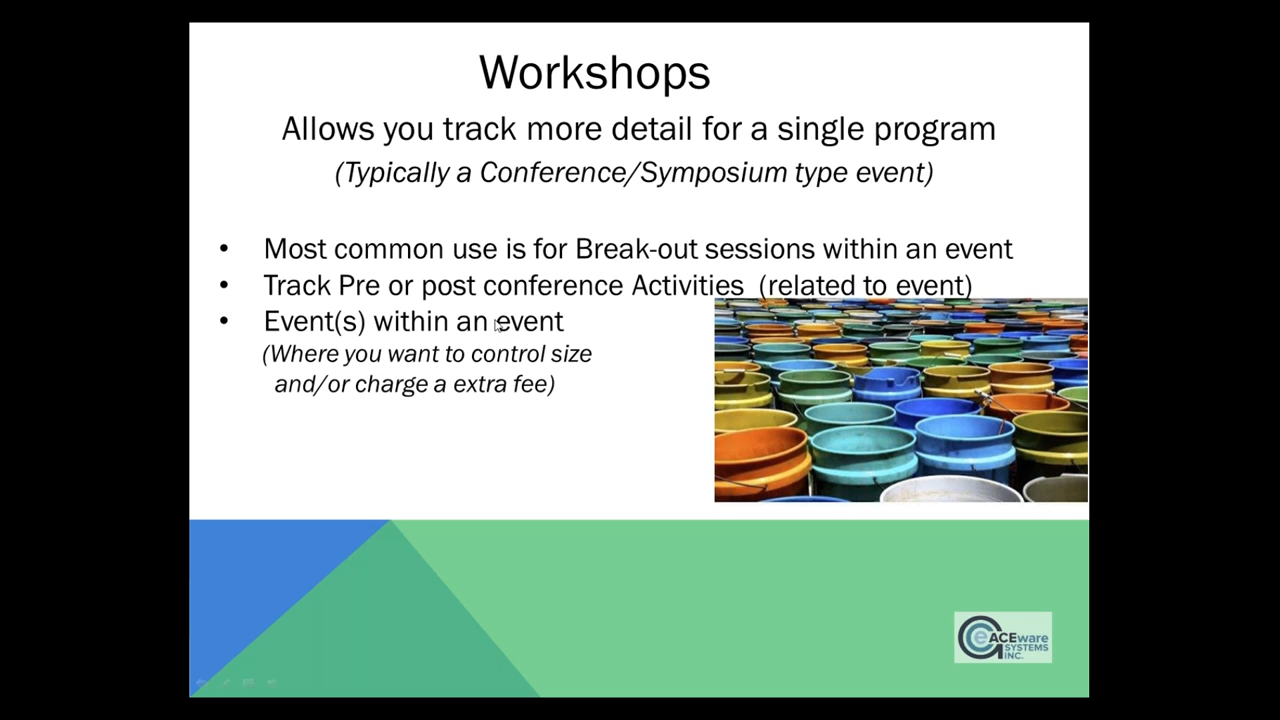 Workshops
Allows you track more detail for a single program
(Typically a Conference/Symposium type event)
• Most common use is for Break-out sessions within an event
• Track Pre or post conference Activities (related to event)
• Event(s) within an event
(Where you want to control size
and/or charge a extra fee)
eACEware
SYSTEMS
INC.